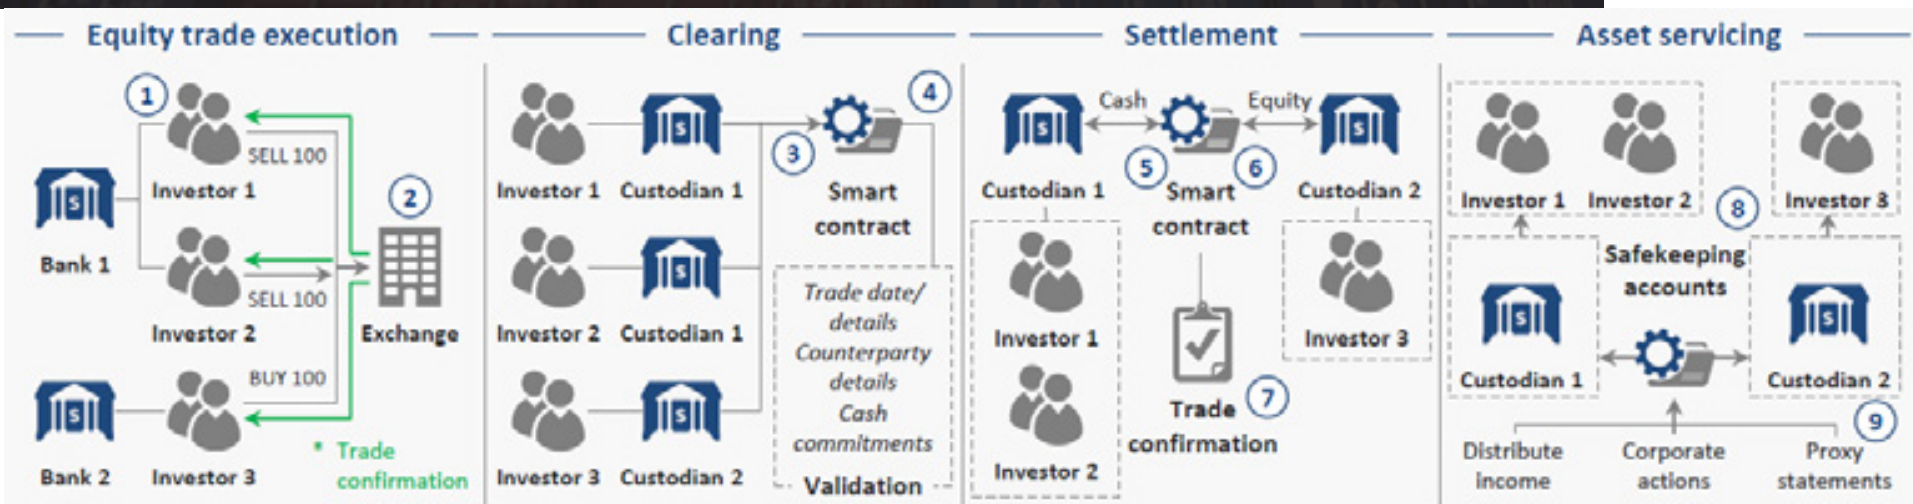 Equity trade execution
1
SELL 100
Investor 1
2
Bank 1
SELL 100
Investor 2
Exchange
BUY 100
Bank 2
Investor 3
* Trade
confirmation
Clearing
4
3
Investor 1
Custodian 1
Smart
contract
Investor 2
Custodian 1
Trade date/
details
Counterparty
details
Cash
commitments
Validation
Investor 3
Custodian 2
Settlement
Cash
Equity
5
6
Custodian 1
Smart
contract
Custodian 2
Investor 1
Investor 3
7
Trade
confirmation
Investor 2
Asset servicing
Investor 1
Investor 2
8
Investor 3
Safekeeping
accounts
Custodian 1
Custodian 2
9
Distribute
income
Corporate
actions
Proxy
statements